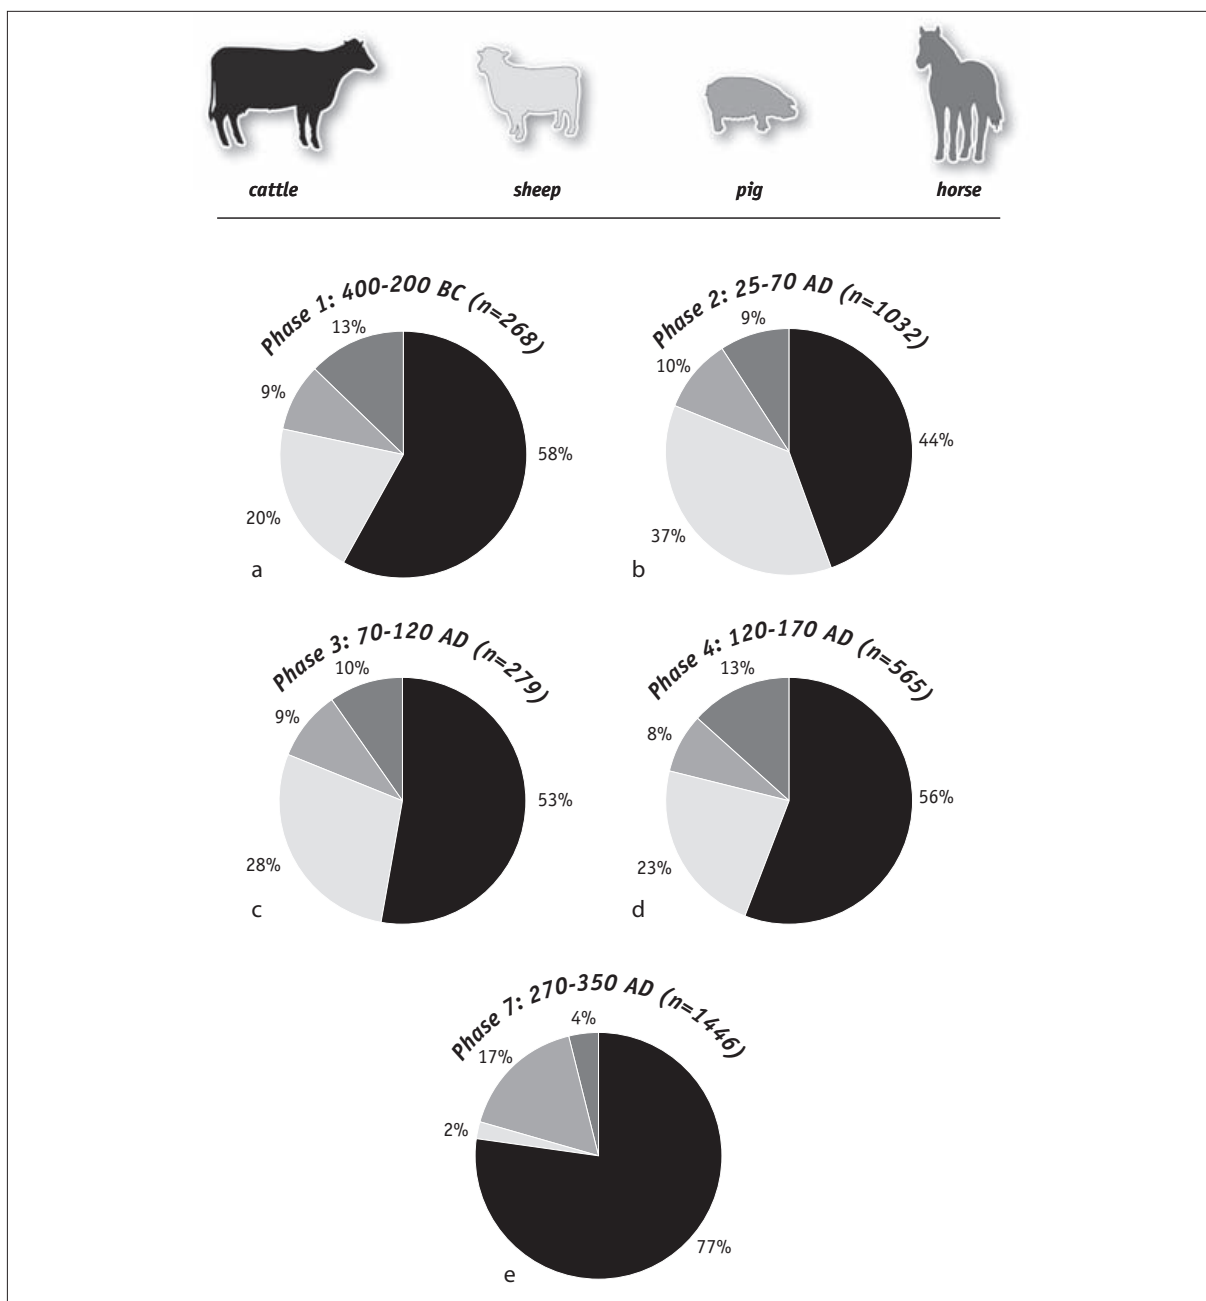 cattle sheep pig horse
Phase 1: 400-200 BC (n=268)
13%
9%
58%
20%
a
Phase 2: 25-70 AD (n=1032)
9%
10%
44%
37%
b
Phase 3: 70-120 AD (n=279)
10%
9%
53%
28%
c
Phase 4: 120-170 AD (n=565)
13%
8%
56%
23%
d
Phase 7: 270-350 AD (n=1446)
4%
17%
2%
77%
e